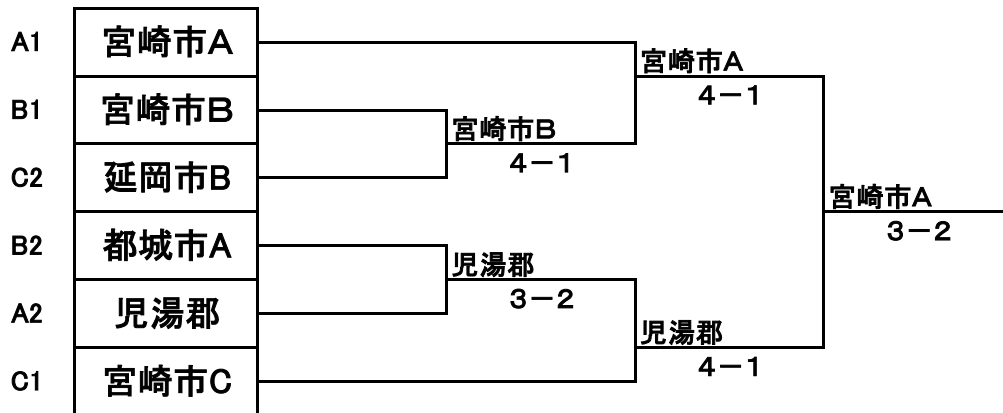 A1 宮崎市A
宮崎市A
4－1
B1 宮崎市B
宮崎市B
4－1
C2 延岡市B
宮崎市A
3－2
B2 都城市A
児湯郡
3－2
A2 児湯郡
児湯郡
4－1
C1 宮崎市C